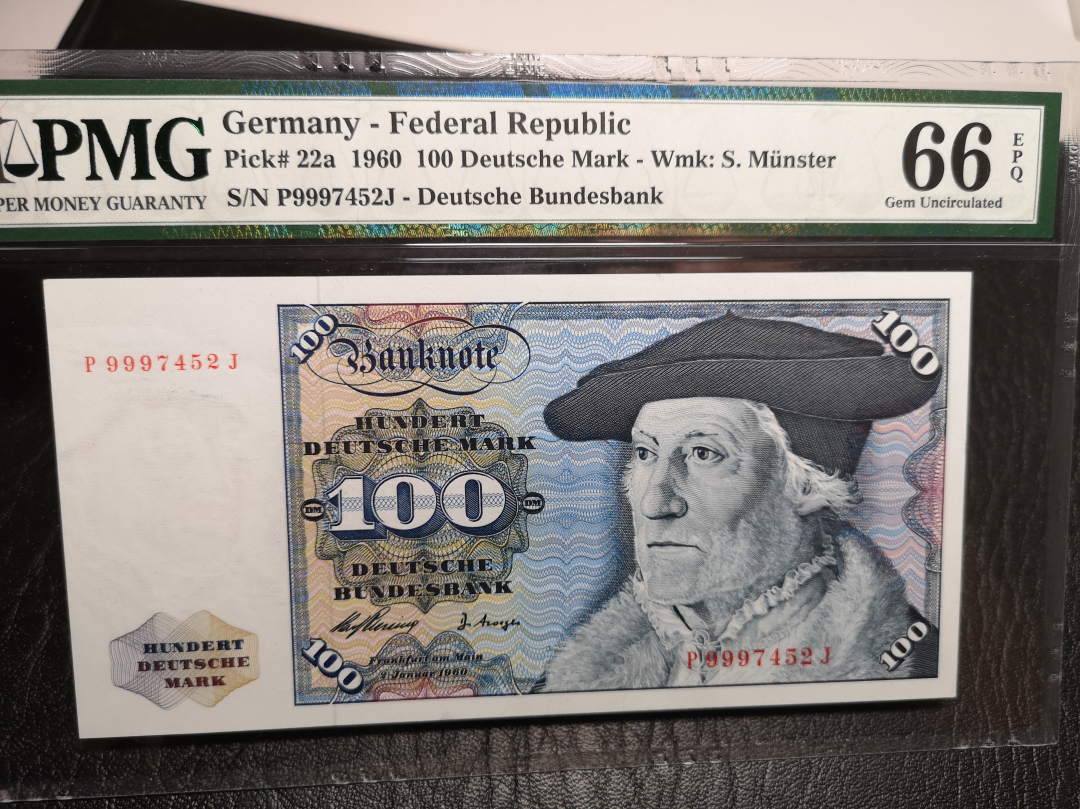 PMG
PER MONEY GUARANTY
Germany - Federal Republic
Pick# 22a 1960 100 Deutsche Mark - Wmk: S. Münster
S/N P9997452J - Deutsche Bundesbank
66
EPQ
Gem Uncirculated
P 9997452 J
100
Banknote
100
HUNDERT
DEUTSCHE MARK
DM 100 DM
DEUTSCHE
BUNDESBANK
Frankfurt am Main
2. Januar 1960
100
100
P 9997452 J
HUNDERT
DEUTSCHE
MARK